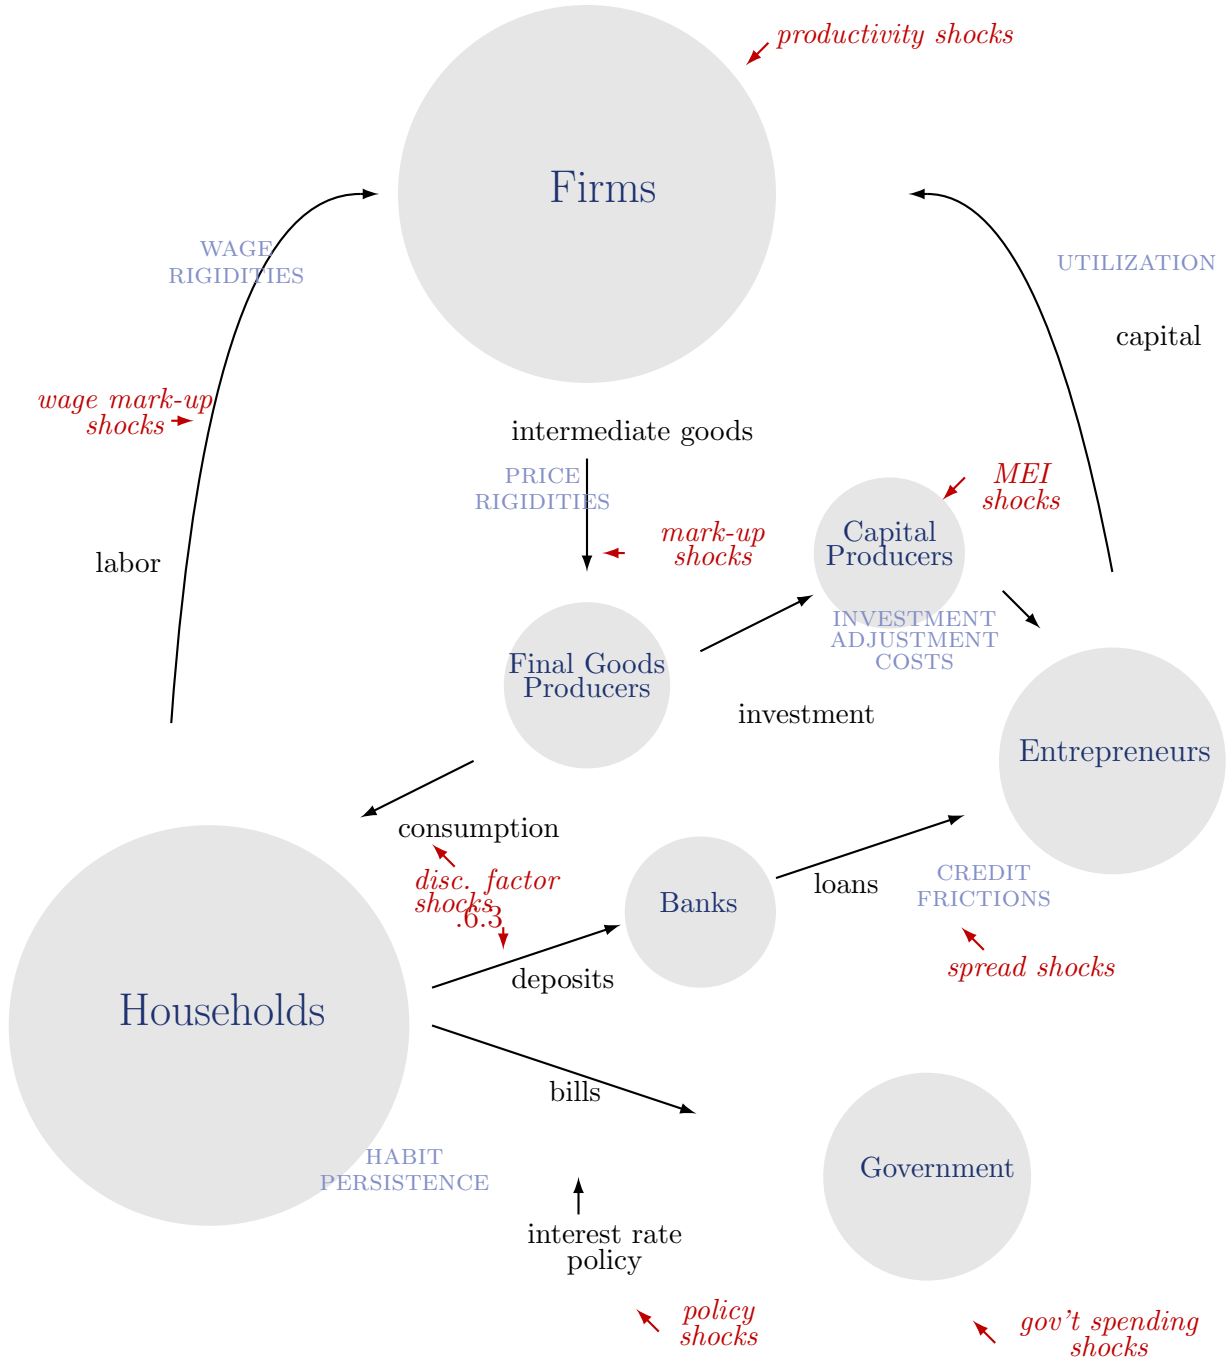 productivity shocks
Firms
WAGE
RIGIDITIES
UTILIZATION
capital
wage mark-up
shocks
intermediate goods
PRICE
RIGIDITIES
MEI
shocks
mark-up
shocks
Capital
Producers
labor
INVESTMENT
ADJUSTMENT
COSTS
Final Goods
Producers
investment
Entrepreneurs
consumption
disc. factor
shocks
.6.3
Banks
loans
CREDIT
FRICTIONS
spread shocks
deposits
Households
bills
HABIT
PERSISTENCE
Government
interest rate
policy
policy
shocks
gov't spending
shocks